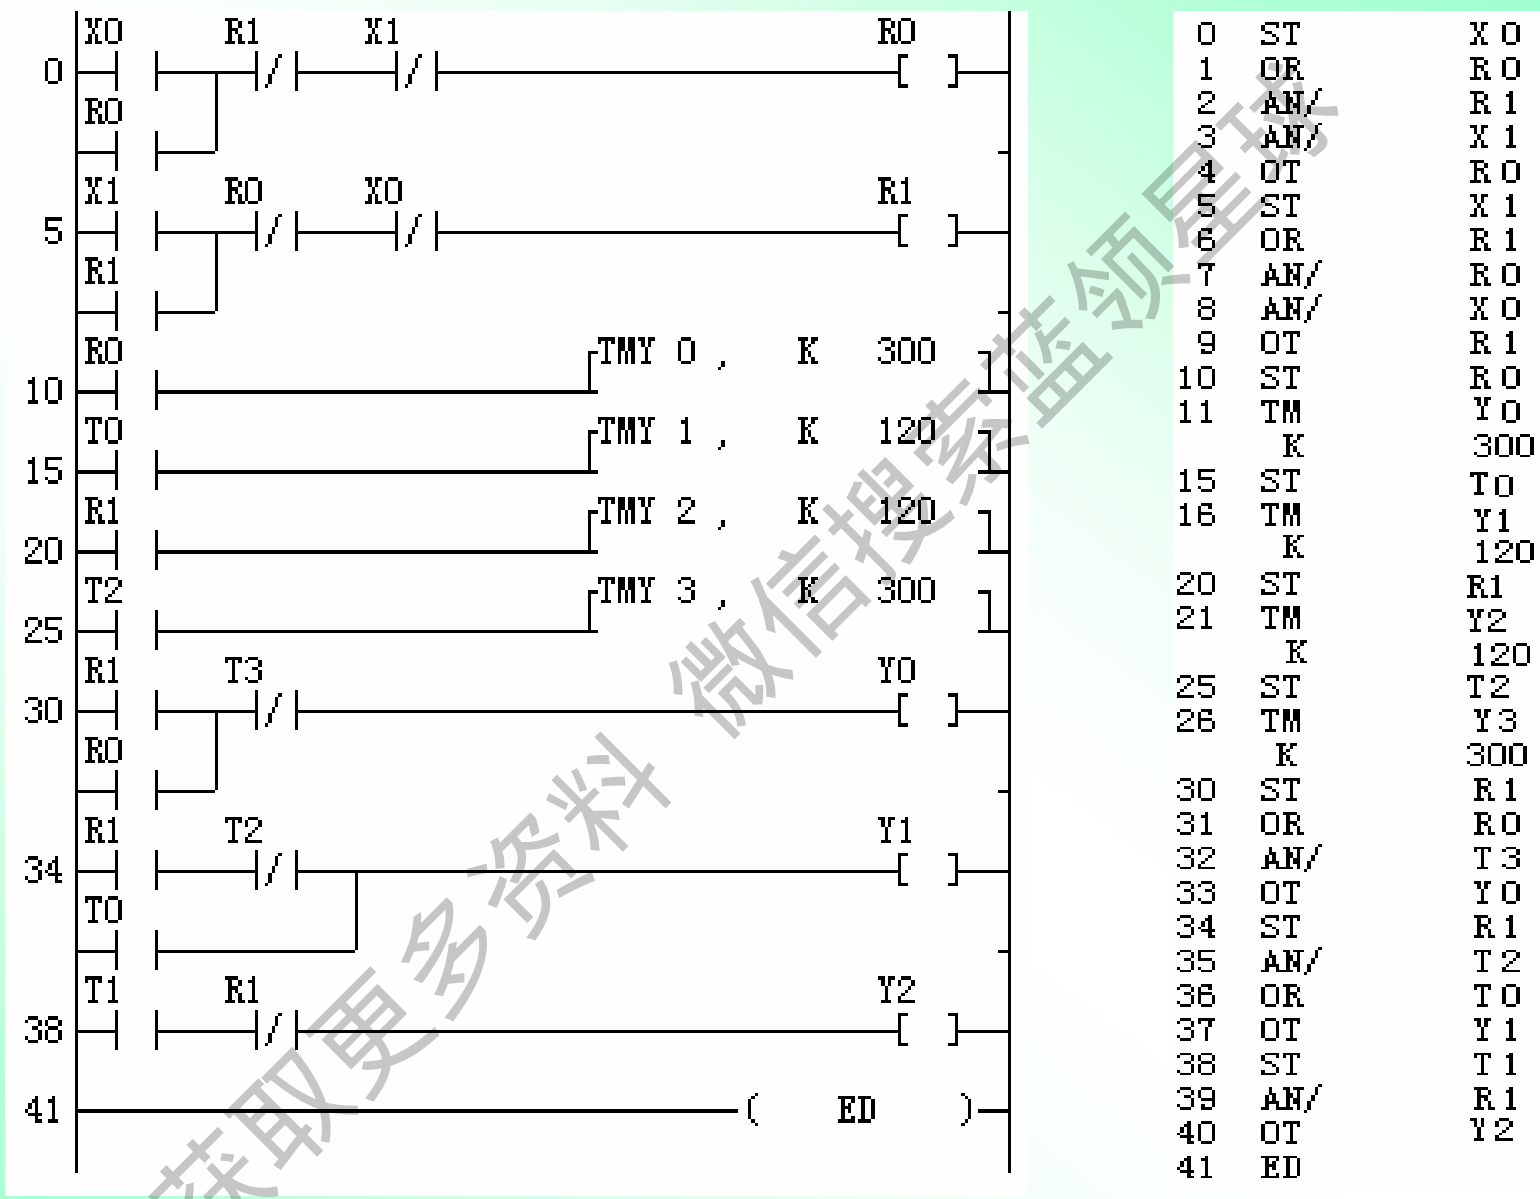 X0 R1 X1 R0
0
R0
X1 R0 X0 R1
5
R1
R0 TMY 0 , K 300
10
T0 TMY 1 , K 120
15
R1 TMY 2 , K 120
20
T2 TMY 3 , K 300
25
R1 T3 Y0
30
R0
R1 T2 Y1
34
T0
T1 R1 Y2
38
41 ( ED )
0 ST X0
1 OR R0
2 AN/ R1
3 AN/ X1
4 OT R0
5 ST X1
6 OR R1
7 AN/ R0
8 AN/ X0
9 OT R1
10 ST R0
11 TM Y0
K 300
15 ST T0
16 TM Y1
K 120
20 ST R1
21 TM Y2
K 120
25 ST T2
26 TM Y3
K 300
30 ST R1
31 OR R0
32 AN/ T3
33 OT Y0
34 ST R1
35 AN/ T2
36 OR T0
37 OT Y1
38 ST T1
39 AN/ R1
40 OT Y2
41 ED
获取更多资料 微信搜索蓝领星球